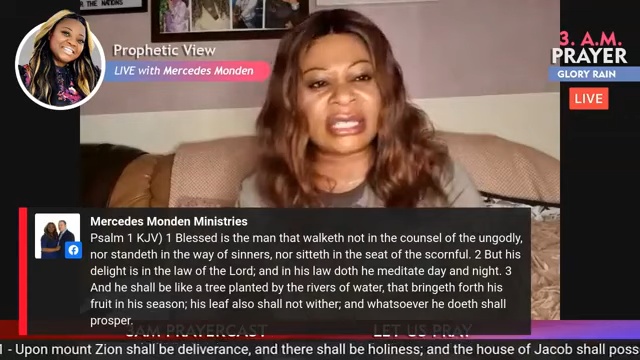 THE NATIONS
Prophetic View
LIVE with Mercedes Monden
3. A.M.
PRAYER
GLORY RAIN
LIVE
Mercedes Monden Ministries
Psalm 1 KJV) 1 Blessed is the man that walketh not in the counsel of the ungodly,
nor standeth in the way of sinners, nor sitteth in the seat of the scornful. 2 But his
delight is in the law of the Lord; and in his law doth he meditate day and night. 3
And he shall be like a tree planted by the rivers of water, that bringeth forth his
fruit in his season; his leaf also shall not wither; and whatsoever he doeth shall
prosper.
3AM PRAYERCAST LET US PRAY
1 - Upon mount Zion shall be deliverance, and there shall be holiness; and the house of Jacob shall poss